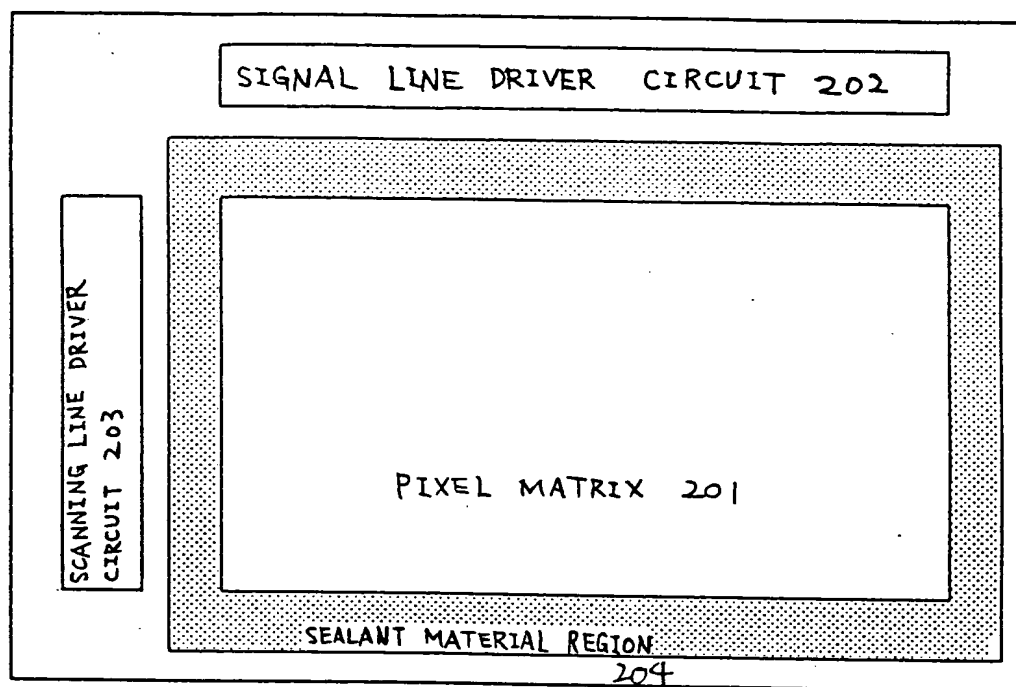 SIGNAL LINE DRIVER CIRCUIT 202
SCANNING LINE DRIVER
CIRCUIT 203
PIXEL MATRIX 201
SEALANT MATERIAL REGION
204